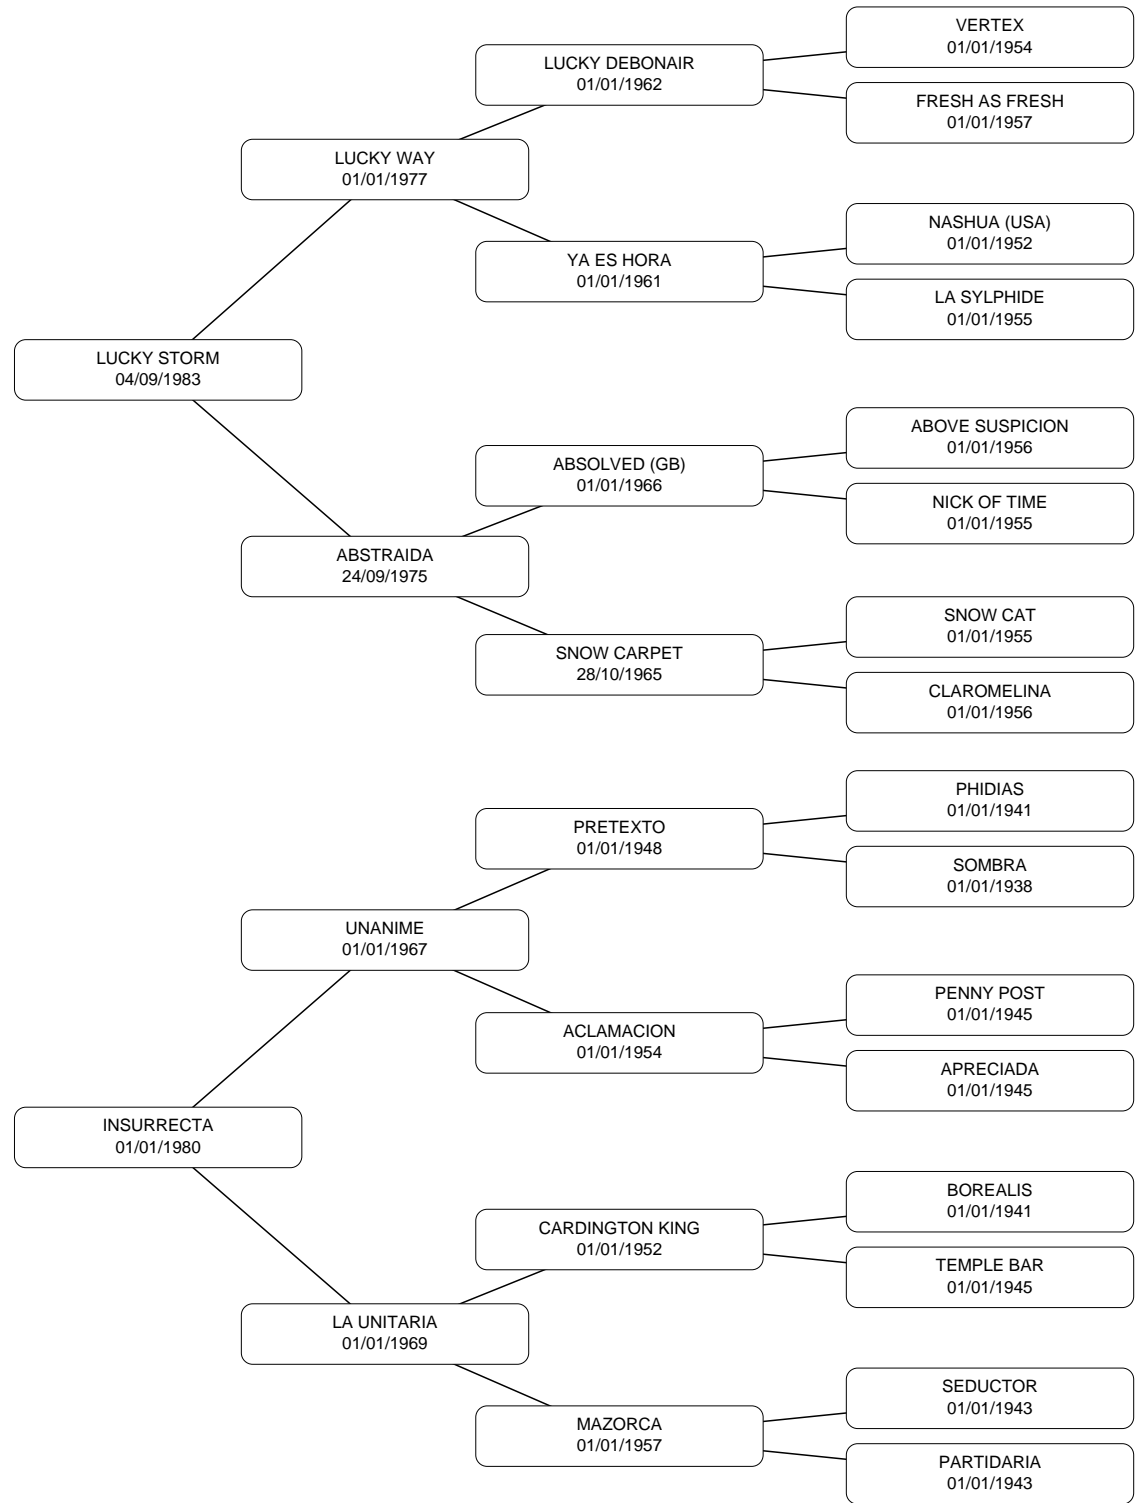 VERTEX
01/01/1954
LUCKY DEBONAIR
01/01/1962
FRESH AS FRESH
01/01/1957
LUCKY WAY
01/01/1977
NASHUA (USA)
01/01/1952
YA ES HORA
01/01/1961
LA SYLPHIDE
01/01/1955
LUCKY STORM
04/09/1983
ABOVE SUSPICION
01/01/1956
ABSOLVED (GB)
01/01/1966
NICK OF TIME
01/01/1955
ABSTRAIDA
24/09/1975
SNOW CAT
01/01/1955
SNOW CARPET
28/10/1965
CLAROMELINA
01/01/1956
PHIDIAS
01/01/1941
PRETEXTO
01/01/1948
SOMBRA
01/01/1938
UNANIME
01/01/1967
PENNY POST
01/01/1945
ACLAMACION
01/01/1954
APRECIADA
01/01/1945
INSURRECTA
01/01/1980
BOREALIS
01/01/1941
CARDINGTON KING
01/01/1952
TEMPLE BAR
01/01/1945
LA UNITARIA
01/01/1969
SEDUCTOR
01/01/1943
MAZORCA
01/01/1957
PARTIDARIA
01/01/1943